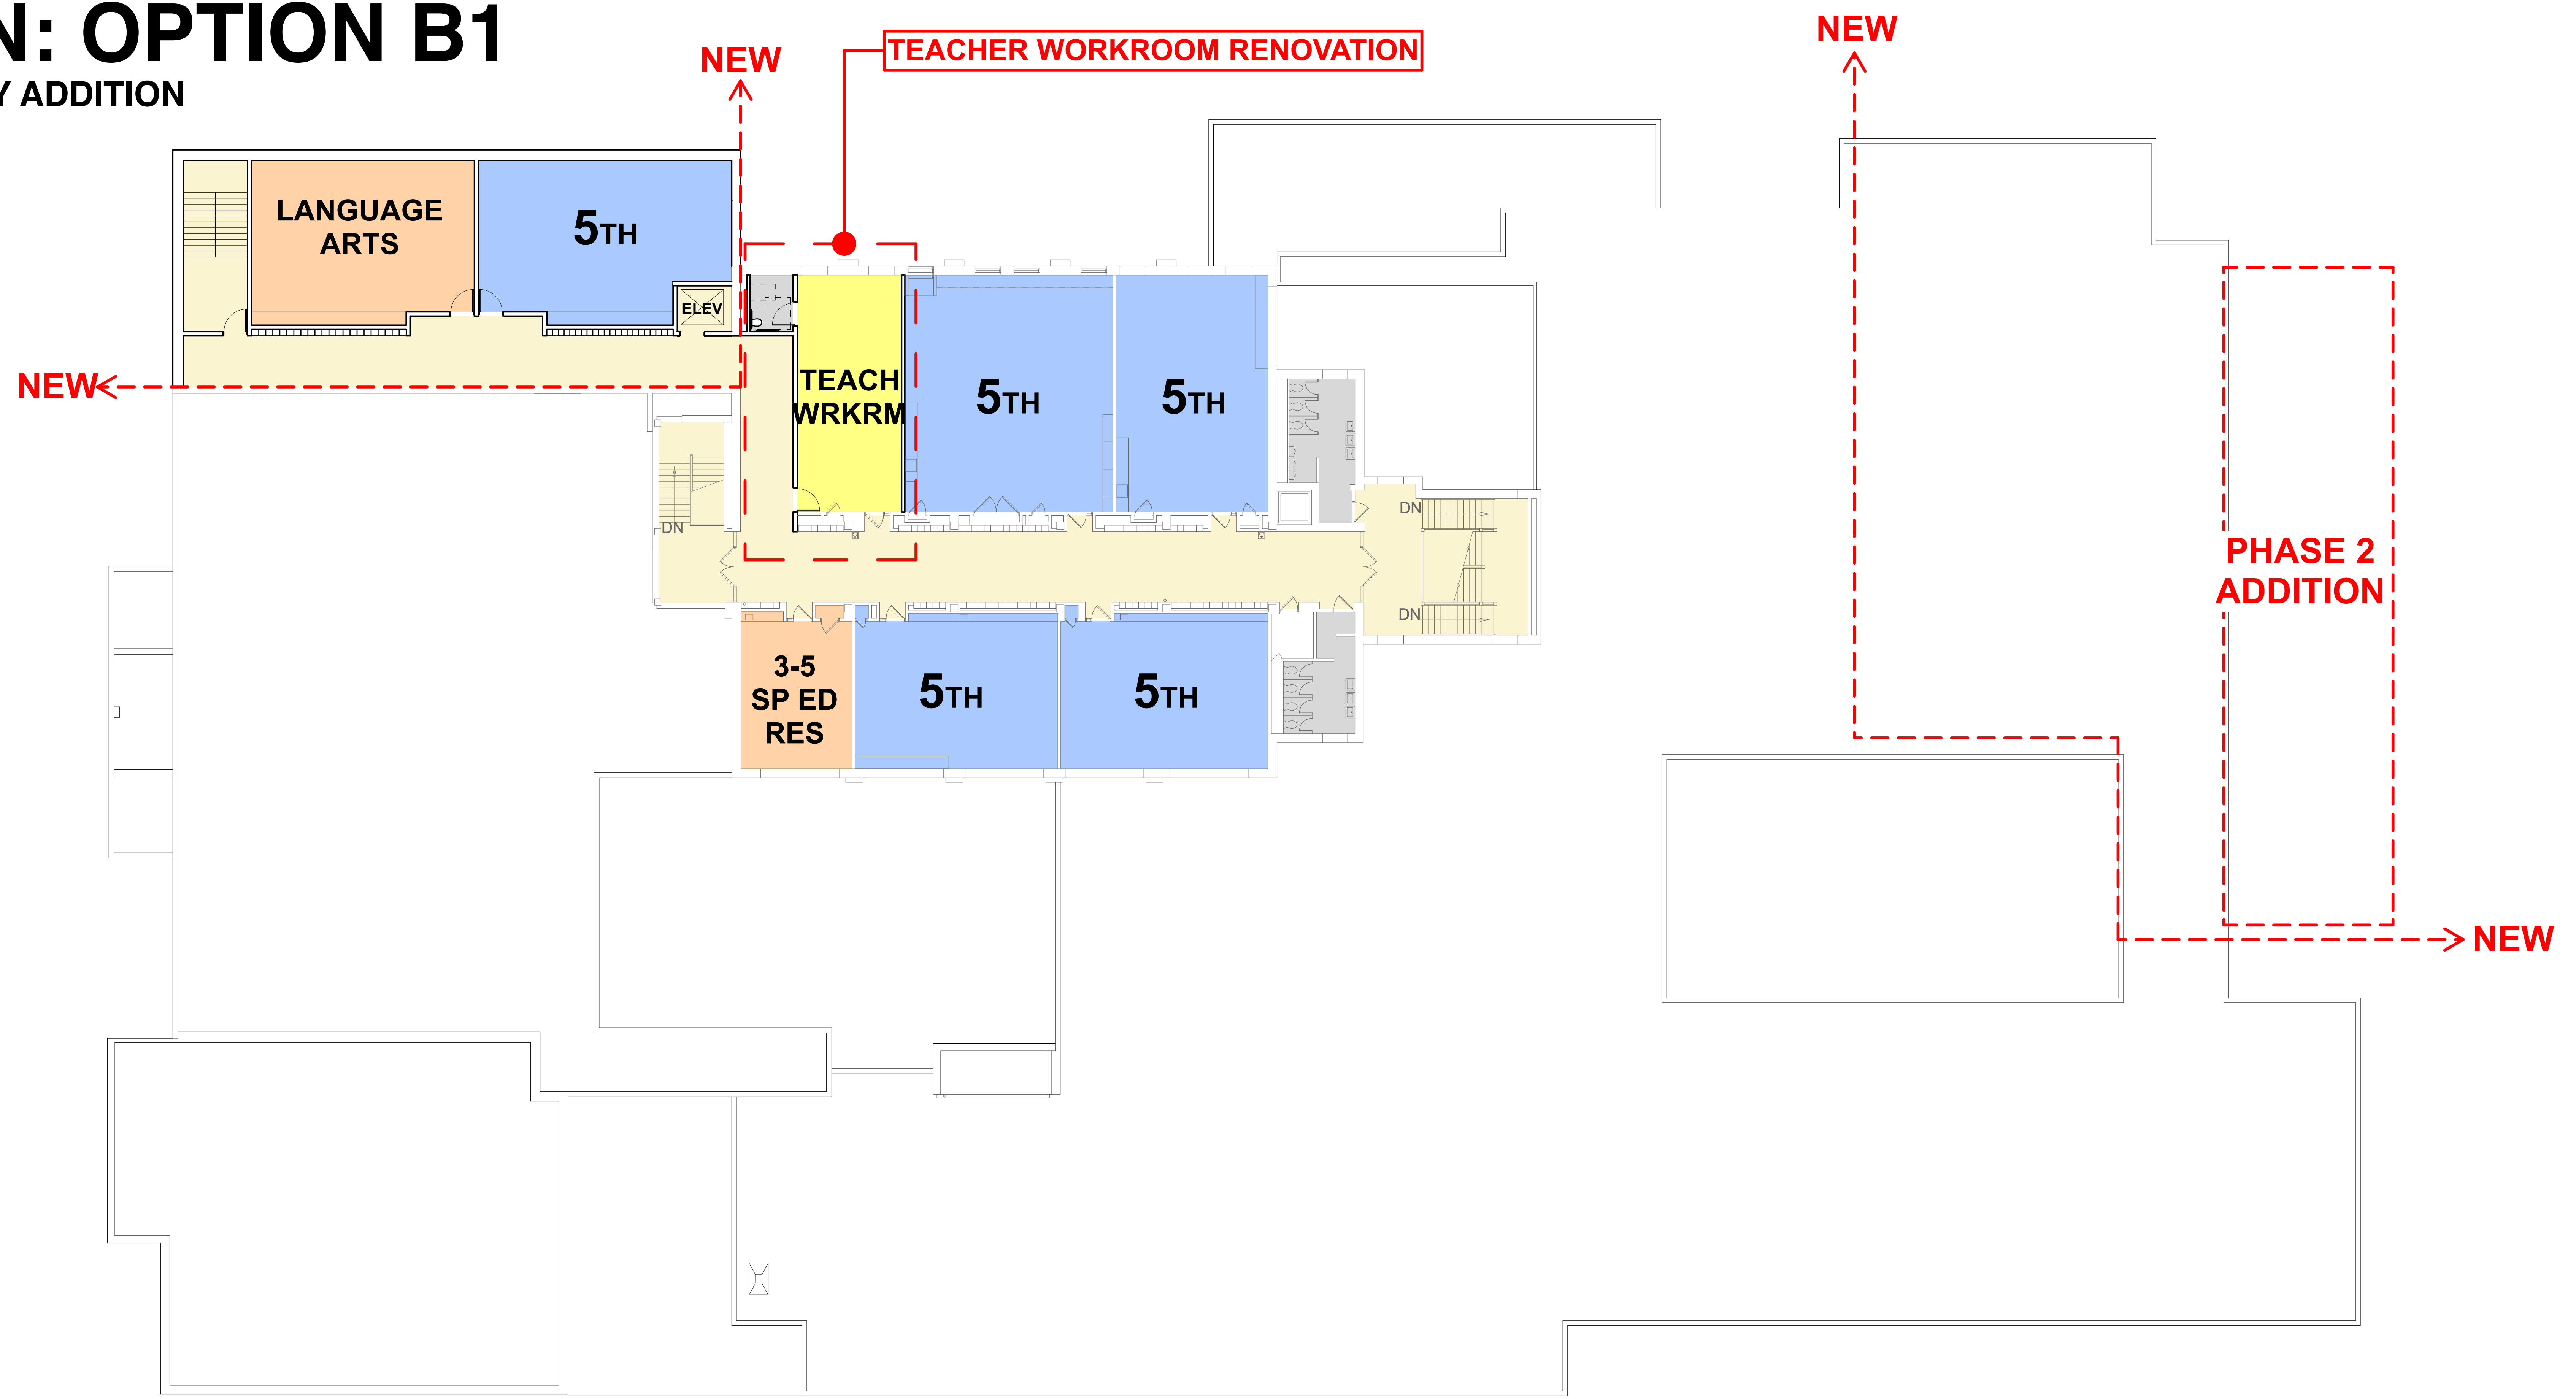 N: OPTION B1
Y ADDITION
NEW
TEACHER WORKROOM RENOVATION
NEW
LANGUAGE
ARTS
5TH
ELEV
NEW
TEACH
WRKRM
5TH
5TH
DN
DN
DN
PHASE 2
ADDITION
3-5
SP ED
RES
5TH
5TH
NEW